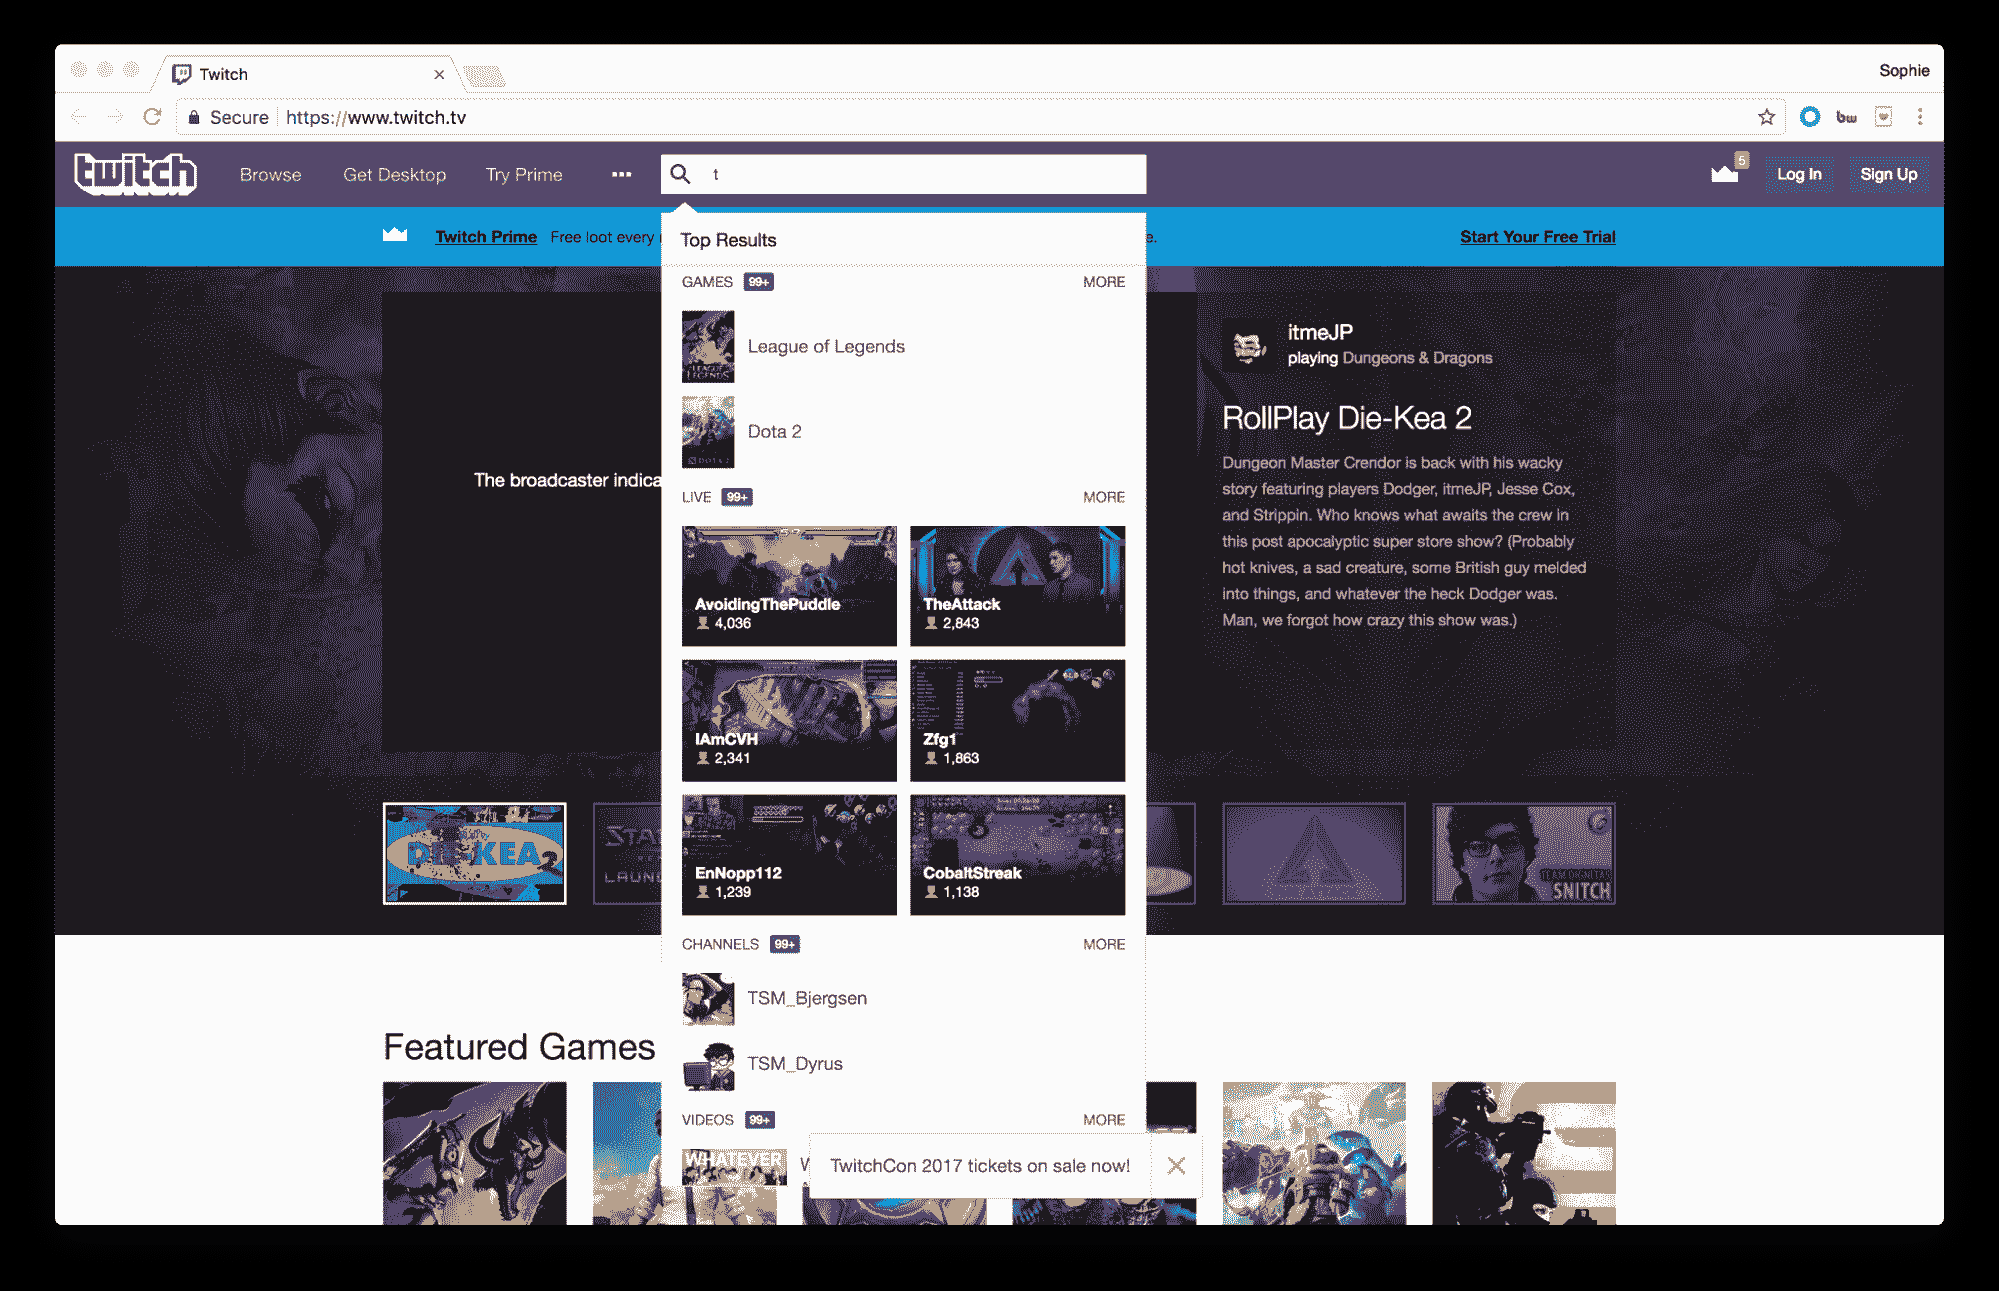 Twitch
Sophie
Secure
https://www.twitch.tv
twitch
Browse
Get Desktop
Try Prime
t
5
Log In
Sign Up
Twitch Prime
Free loot every
e.
Start Your Free Trial
Top Results
GAMES 99+
MORE
League of Legends
Dota 2
LIVE 99+
MORE
AvoidingThePuddle
4,036
TheAttack
2,843
IAmCVH
2,341
Zfg1
1,863
EnNopp112
1,239
CobaltStreak
1,138
CHANNELS 99+
MORE
TSM_Bjergsen
TSM_Dyrus
VIDEOS 99+
MORE
WHATEVER
TwitchCon 2017 tickets on sale now!
The broadcaster indica
itmeJP
playing Dungeons & Dragons
RollPlay Die-Kea 2
Dungeon Master Crendor is back with his wacky
story featuring players Dodger, itmeJP, Jesse Cox,
and Strippin. Who knows what awaits the crew in
this post apocalyptic super store show? (Probably
hot knives, a sad creature, some British guy melded
into things, and whatever the heck Dodger was.
Man, we forgot how crazy this show was.)
DIE-KEA 2
LAUN
TEAM DIGNITAS
SNITCH
Featured Games